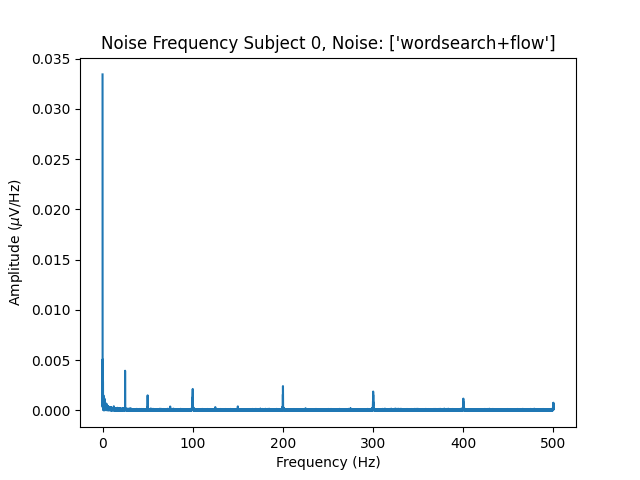 Noise Frequency Subject 0, Noise: ['wordsearch+flow']
0.035
0.030
0.025
0.020
0.015
0.010
0.005
0.000
Amplitude (μV/Hz)
0 100 200 300 400 500
Frequency (Hz)